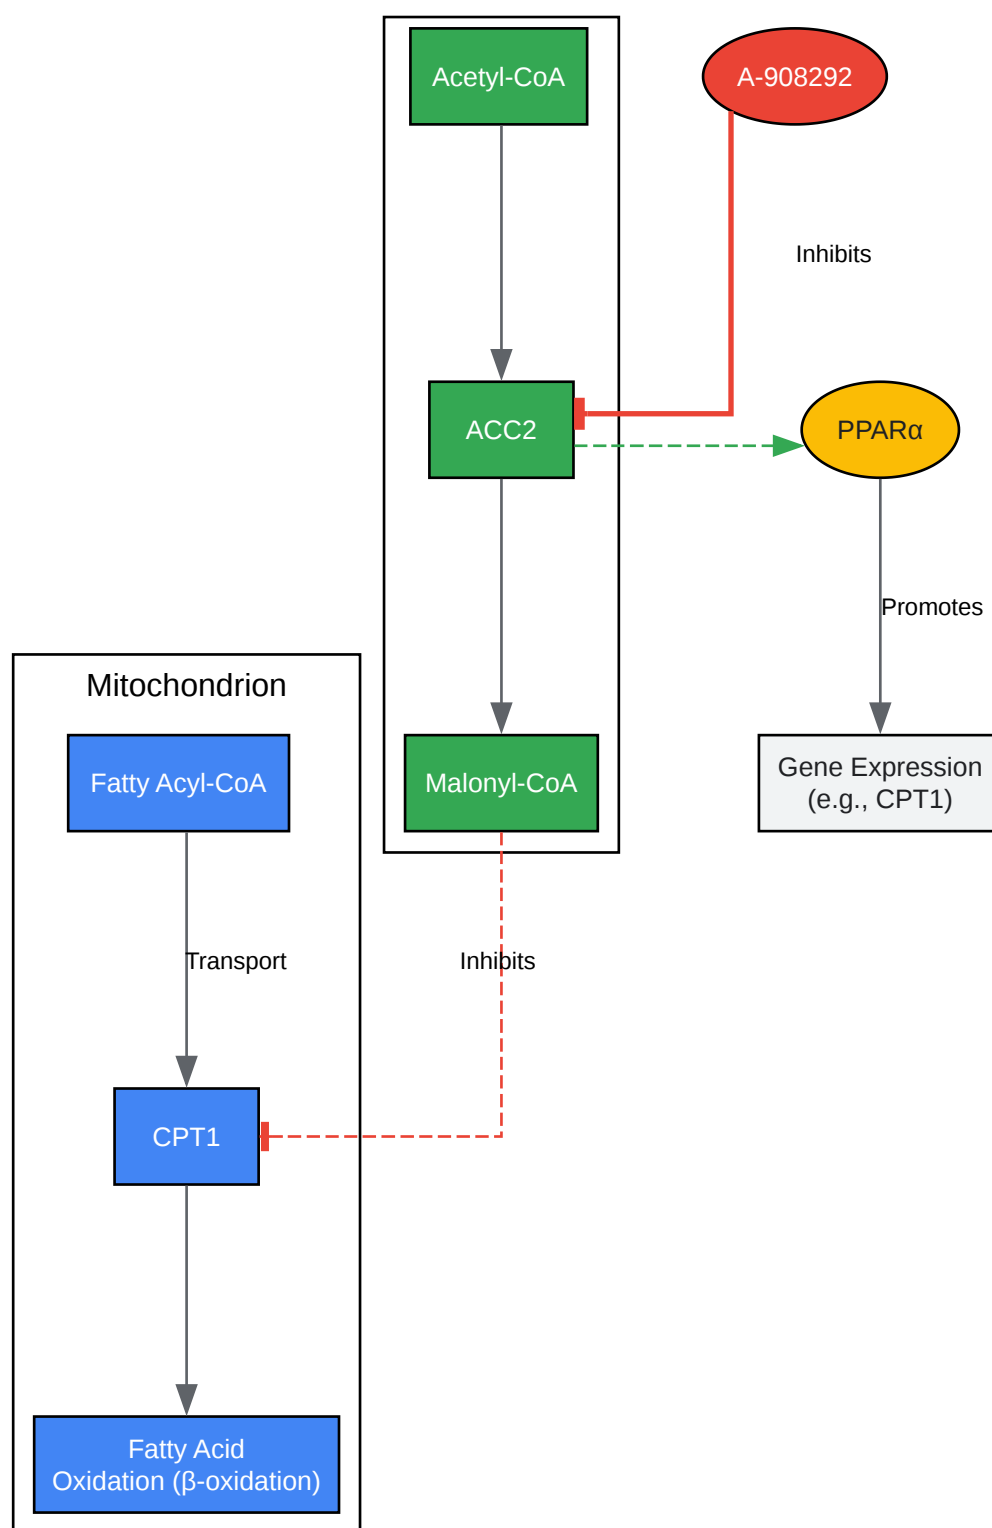 Acetyl-CoA
A-908292
Inhibits
ACC2
PPARα
Promotes
Mitochondrion
Fatty Acyl-CoA
Malonyl-CoA
Gene Expression
(e.g., CPT1)
Transport
Inhibits
CPT1
Fatty Acid
Oxidation (β-oxidation)